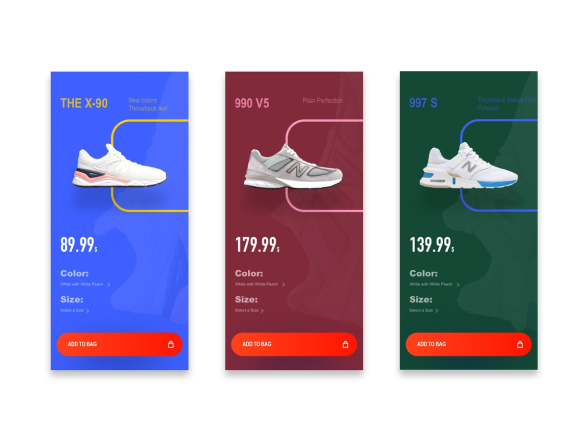 THE X-90
New colors
Throwback feel
89.99$
Color:
White with White Peach >
Size:
Select a Size >
ADD TO BAG
990 V5
Plain Perfection
179.99$
Color:
White with White Peach >
Size:
Select a Size >
ADD TO BAG
997 S
Throwback Meets Fast
Forward
139.99$
Color:
White with White Peach >
Size:
Select a Size >
ADD TO BAG